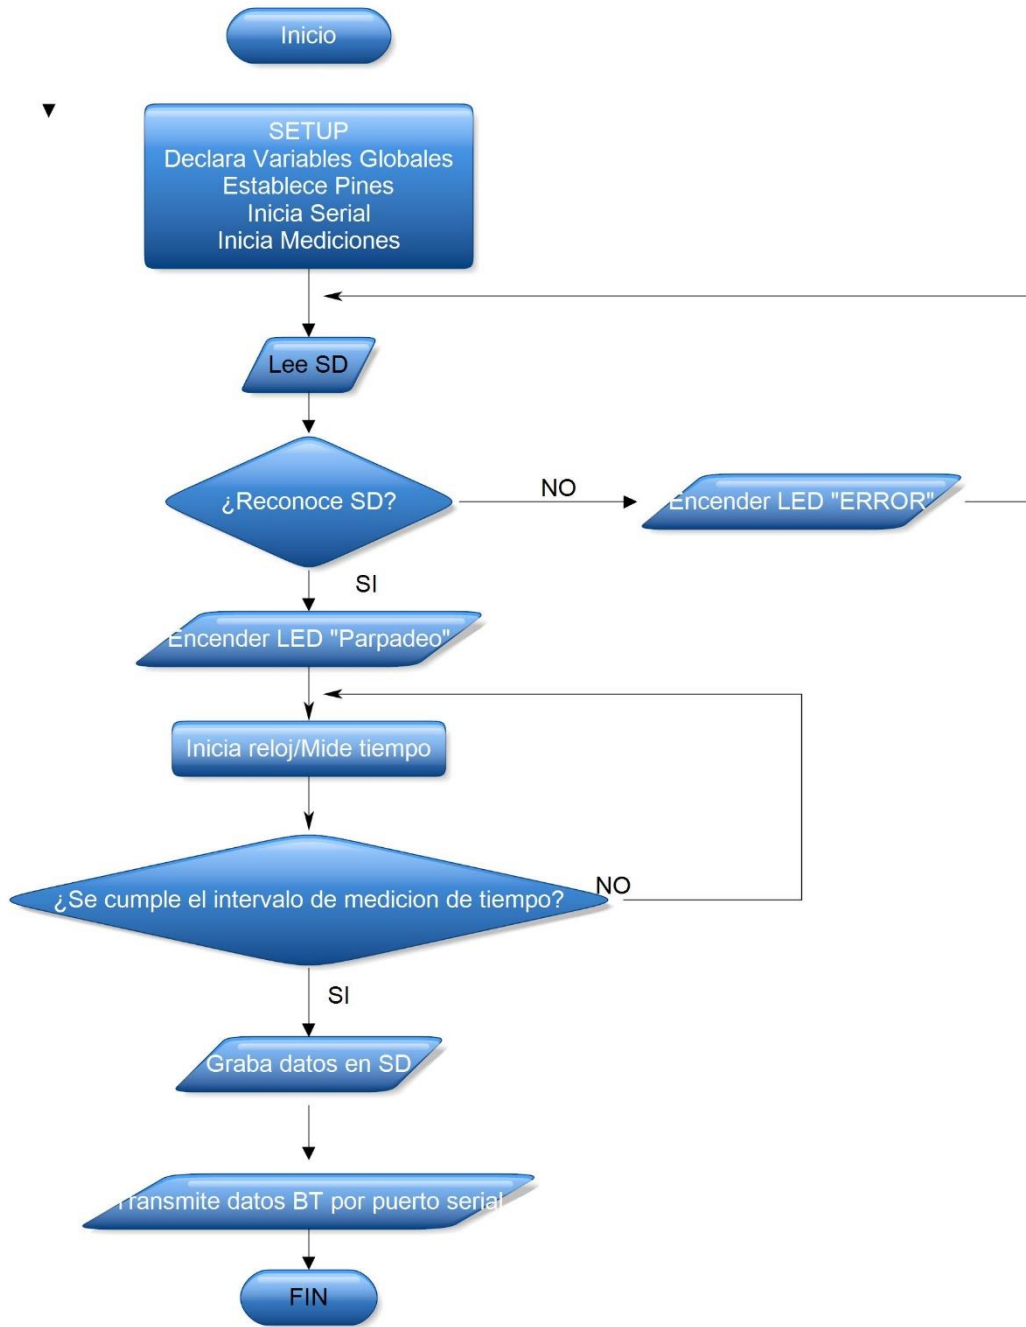 Inicio
SETUP
Declara Variables Globales
Establece Pines
Inicia Serial
Inicia Mediciones
Lee SD
¿Reconoce SD?
NO
Encender LED "ERROR"
SI
Encender LED "Parpadeo"
Inicia reloj/Mide tiempo
¿Se cumple el intervalo de medicion de tiempo?
NO
SI
Graba datos en SD
Transmite datos BT por puerto serial
FIN